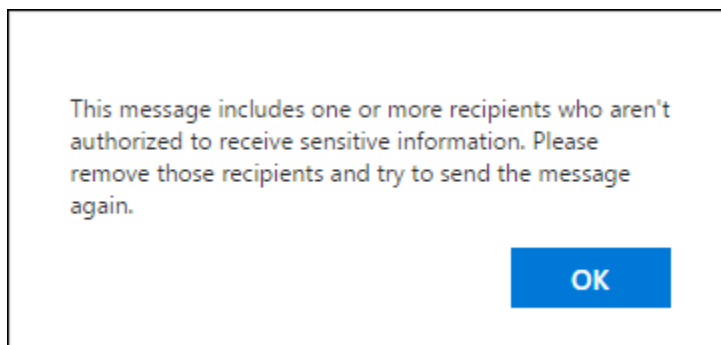 This message includes one or more recipients who aren't
authorized to receive sensitive information. Please
remove those recipients and try to send the message
again.
OK